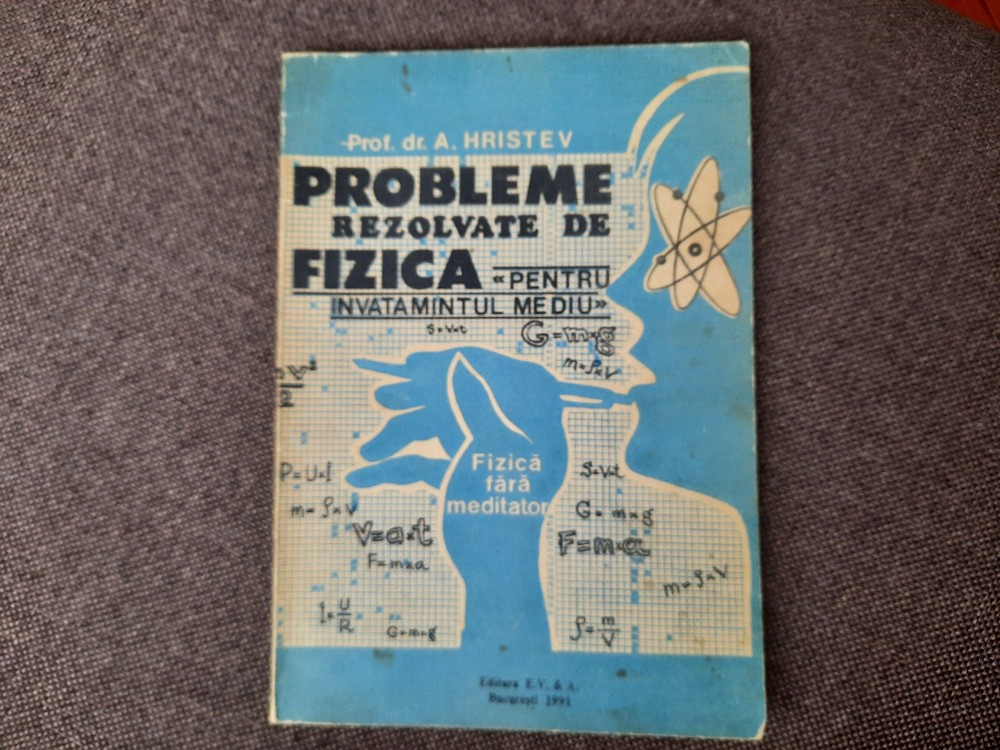 Prof. dr. A. HRISTEV
PROBLEME
REZOLVATE DE
FIZICA «PENTRU
INVATAMINTUL MEDIU»
S=v×t
G=m×g
m=ρ×V
Fizică
fără
meditator
P=U×I
m=ρ×V
V=a×t
F=m×a
I=U/R
G=m×g
S=v×t
G=m×g
F=m×a
m=ρ×V
ρ=m/V
Editura E.V. & A.
București 1991